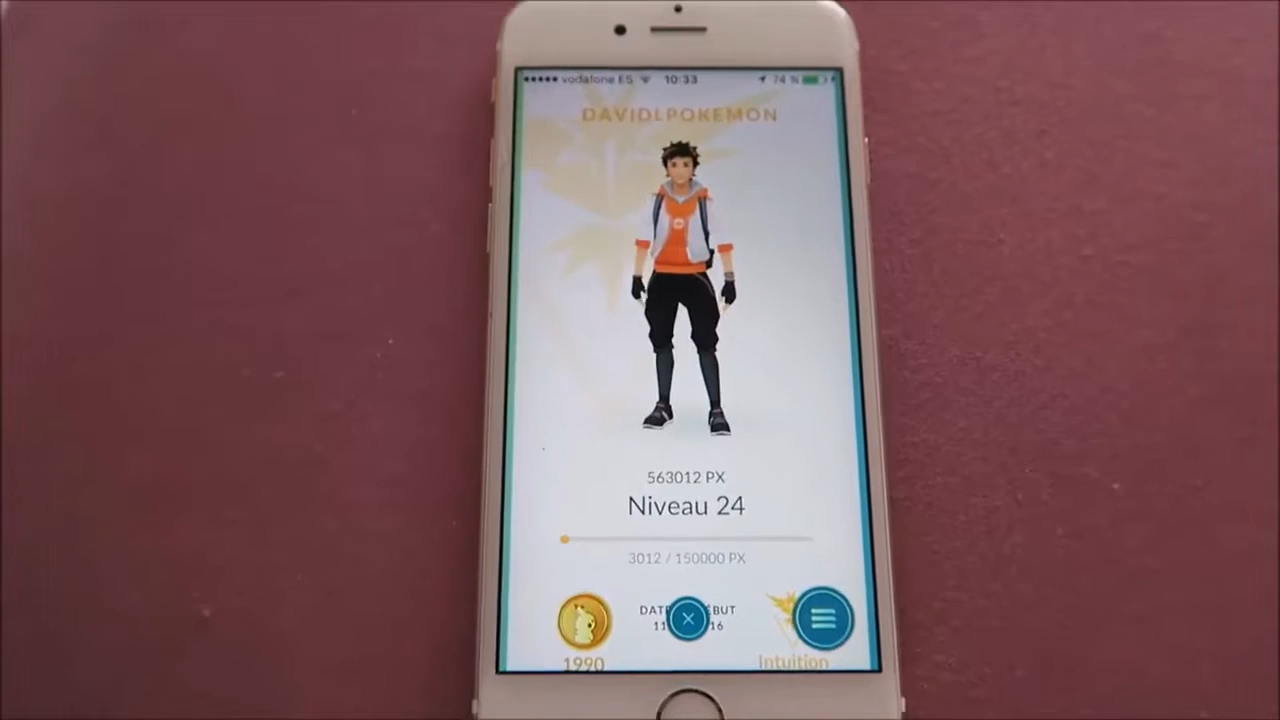 vodafone ES 10:33 74 %
DAVIDLPOKEMON
563012 PX
Niveau 24
3012 / 150000 PX
1990
Intuition